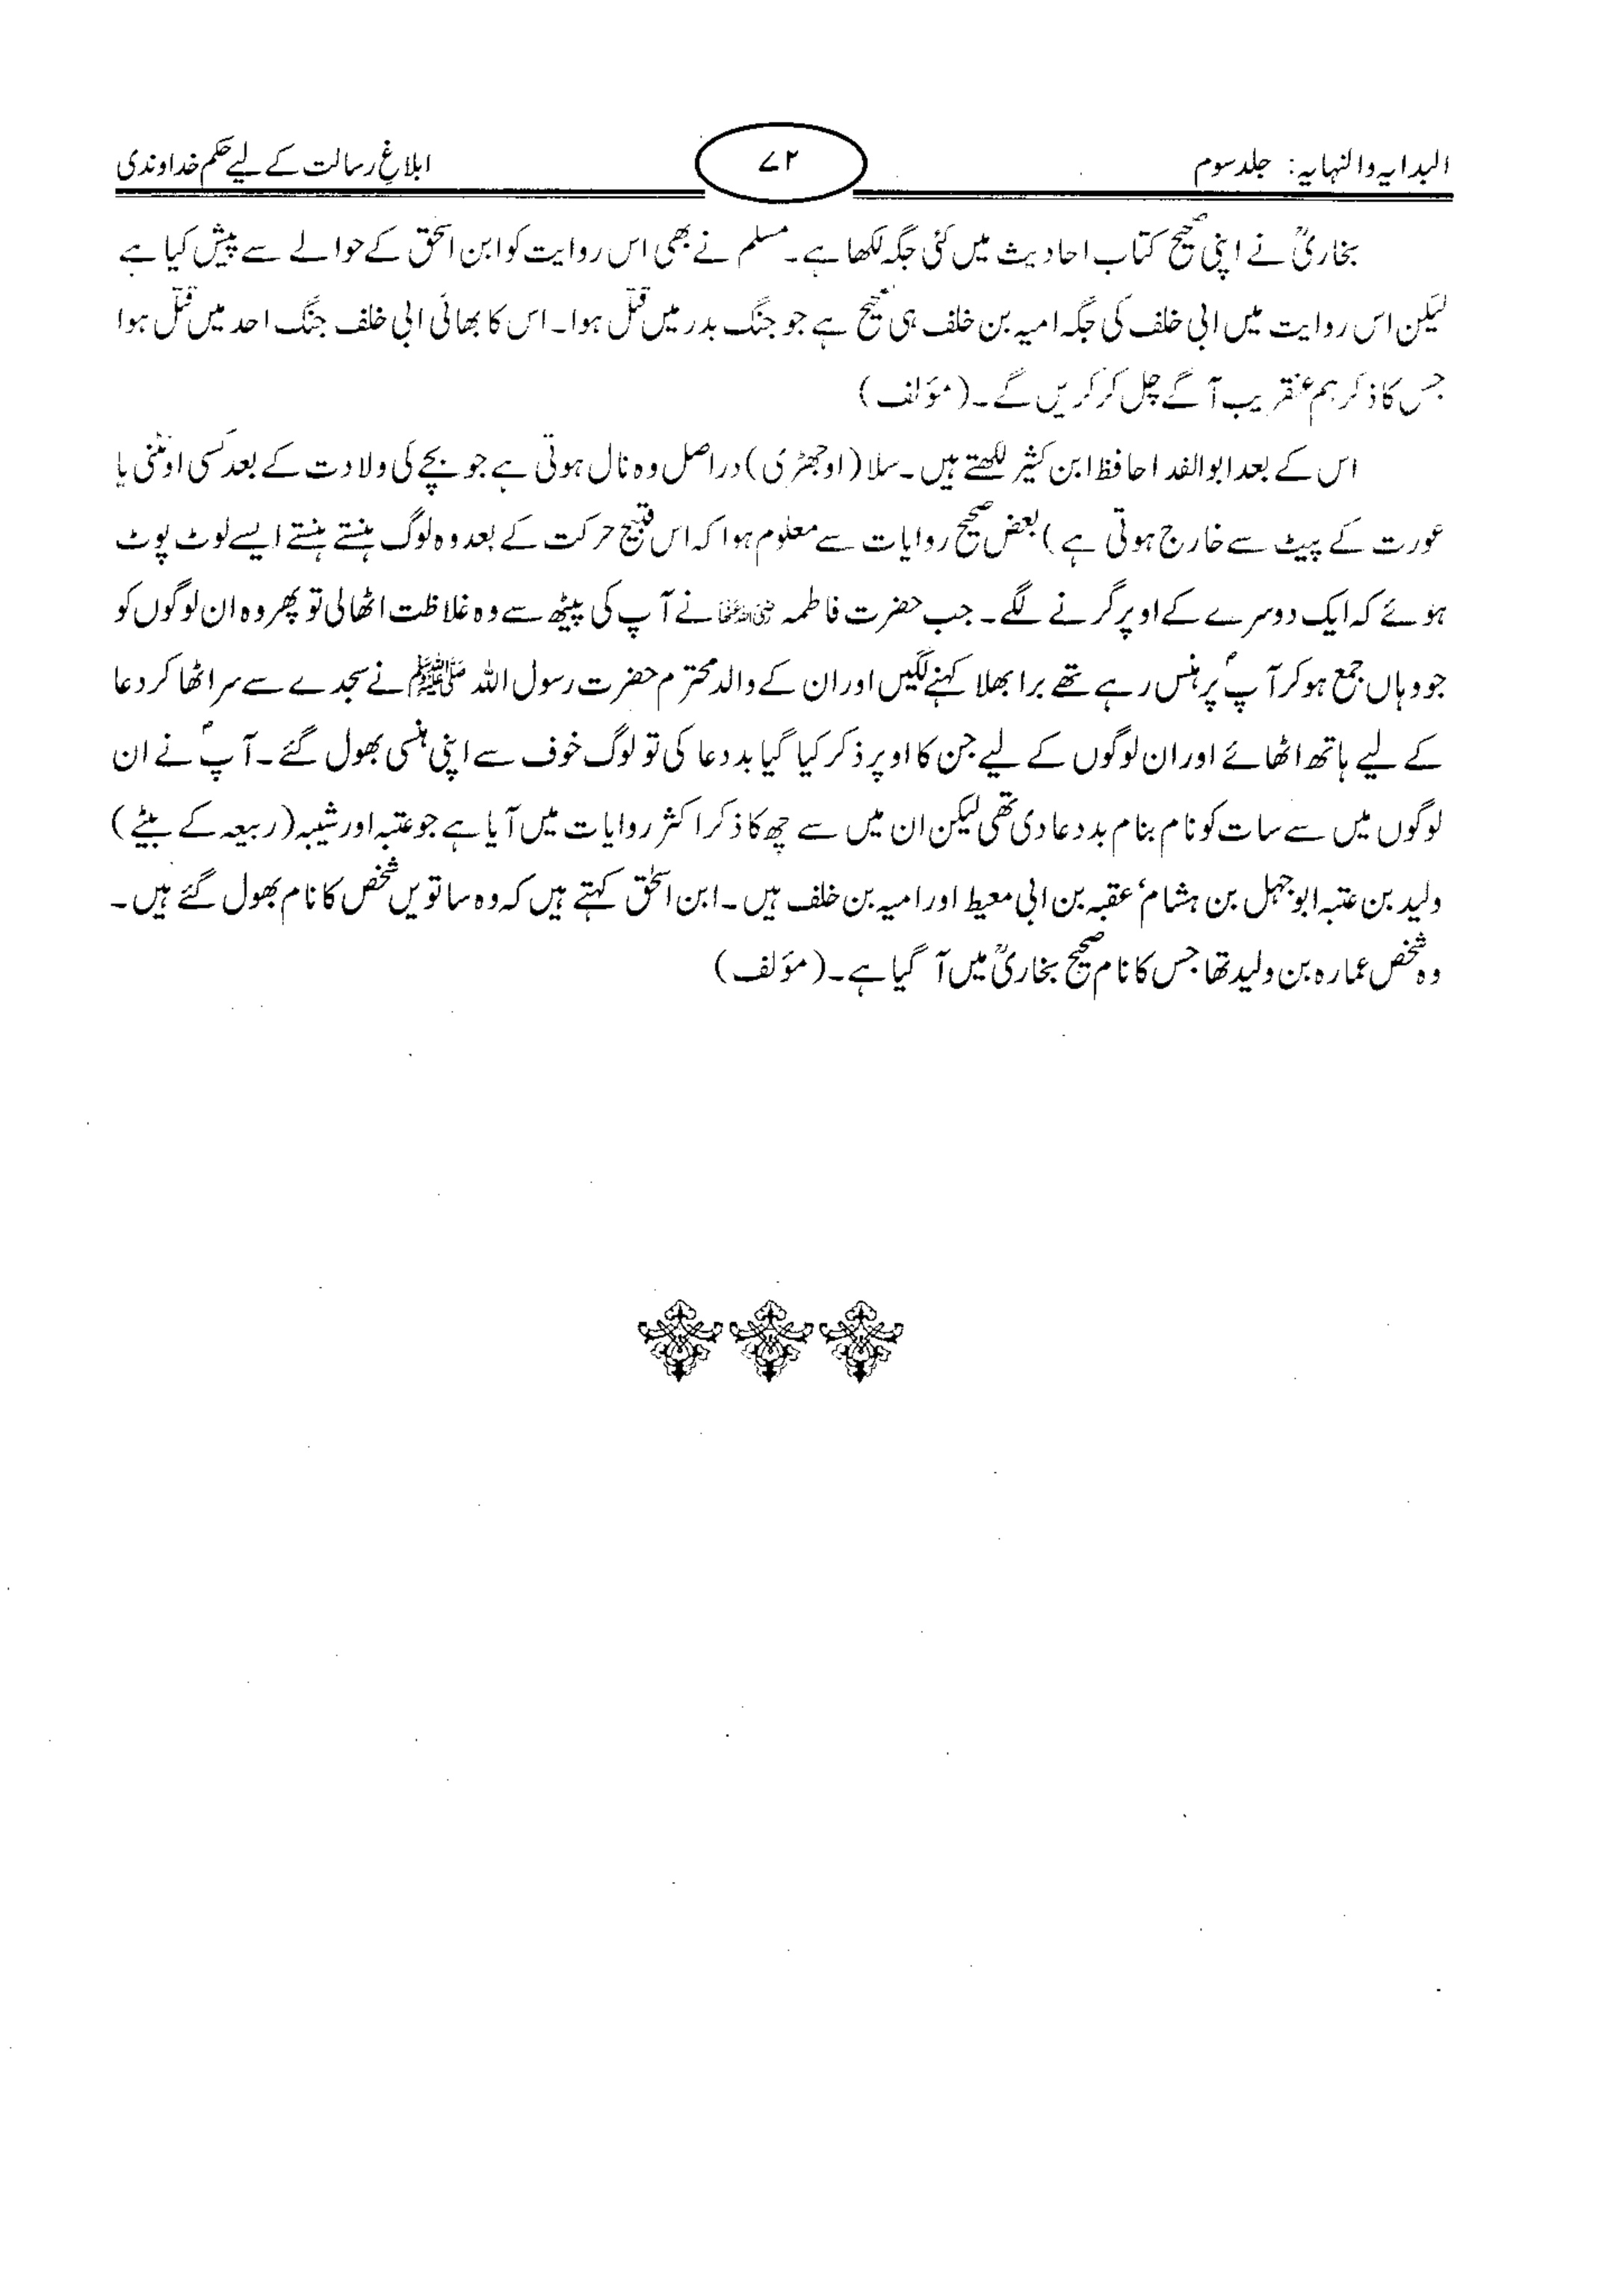 البدایہ والنہایہ: جلد سوم
۷۲
ابلاغِ رسالت کے لیے حکم خداوندی
بخاریؒ نے اپنی صحیح کتاب احادیث میں کئی جگہ لکھا ہے۔ مسلم نے بھی اس روایت کو ابن اسحٰق کے حوالے سے پیش کیا ہے
لیکن اس روایت میں ابی خلف کی جگہ امیہ بن خلف ہی صحیح ہے جو جنگ بدر میں قتل ہوا۔ اس کا بھائی ابی خلف جنگ احد میں قتل ہوا
جس کا ذکر ہم عنقریب آگے چل کر کریں گے۔ (مؤلف)
اس کے بعد ابوالفدا حافظ ابن کثیر لکھتے ہیں۔ سلا (اوجھڑی) دراصل وہ نال ہوتی ہے جو بچے کی ولادت کے بعد کسی اونٹنی یا
عورت کے پیٹ سے خارج ہوتی ہے) بعض صحیح روایات سے معلوم ہوا کہ اس قبیح حرکت کے بعد وہ لوگ ہنستے ہنستے ایسے لوٹ پوٹ
ہوئے کہ ایک دوسرے کے اوپر گرنے لگے۔ جب حضرت فاطمہ رضی اللہ عنہا نے آپ کی پیٹھ سے وہ غلاظت اٹھالی تو پھر وہ ان لوگوں کو
جو وہاں جمع ہو کر آپؐ پر ہنس رہے تھے برا بھلا کہنے لگیں اور ان کے والد محترم حضرت رسول اللہ ﷺ نے سجدے سے سر اٹھا کر دعا
کے لیے ہاتھ اٹھائے اور ان لوگوں کے لیے جن کا اوپر ذکر کیا گیا بددعا کی تو لوگ خوف سے اپنی ہنسی بھول گئے۔ آپؐ نے ان
لوگوں میں سے سات کو نام بنام بددعا دی تھی لیکن ان میں سے چھ کا ذکر اکثر روایات میں آیا ہے جو عتبہ اور شیبہ (ربیعہ کے بیٹے)
ولید بن عتبہ ابوجہل بن ہشام، عقبہ بن ابی معیط اور امیہ بن خلف ہیں۔ ابن اسحٰق کہتے ہیں کہ وہ ساتویں شخص کا نام بھول گئے ہیں۔
وہ شخص عمارہ بن ولید تھا جس کا نام صحیح بخاریؒ میں آ گیا ہے۔ (مؤلف)